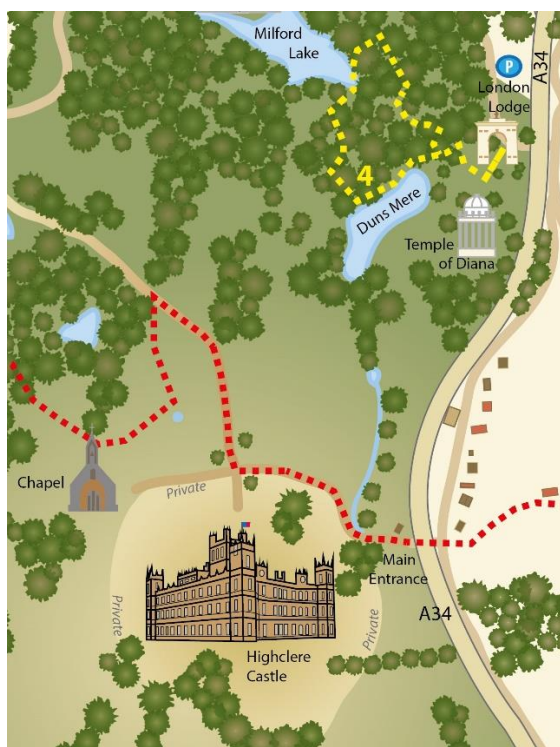 Milford
Lake
P
A34
London
Lodge
4
Duns Mere
Temple
of Diana
Chapel
Private
Main
Entrance
Private
Private
A34
Highclere
Castle